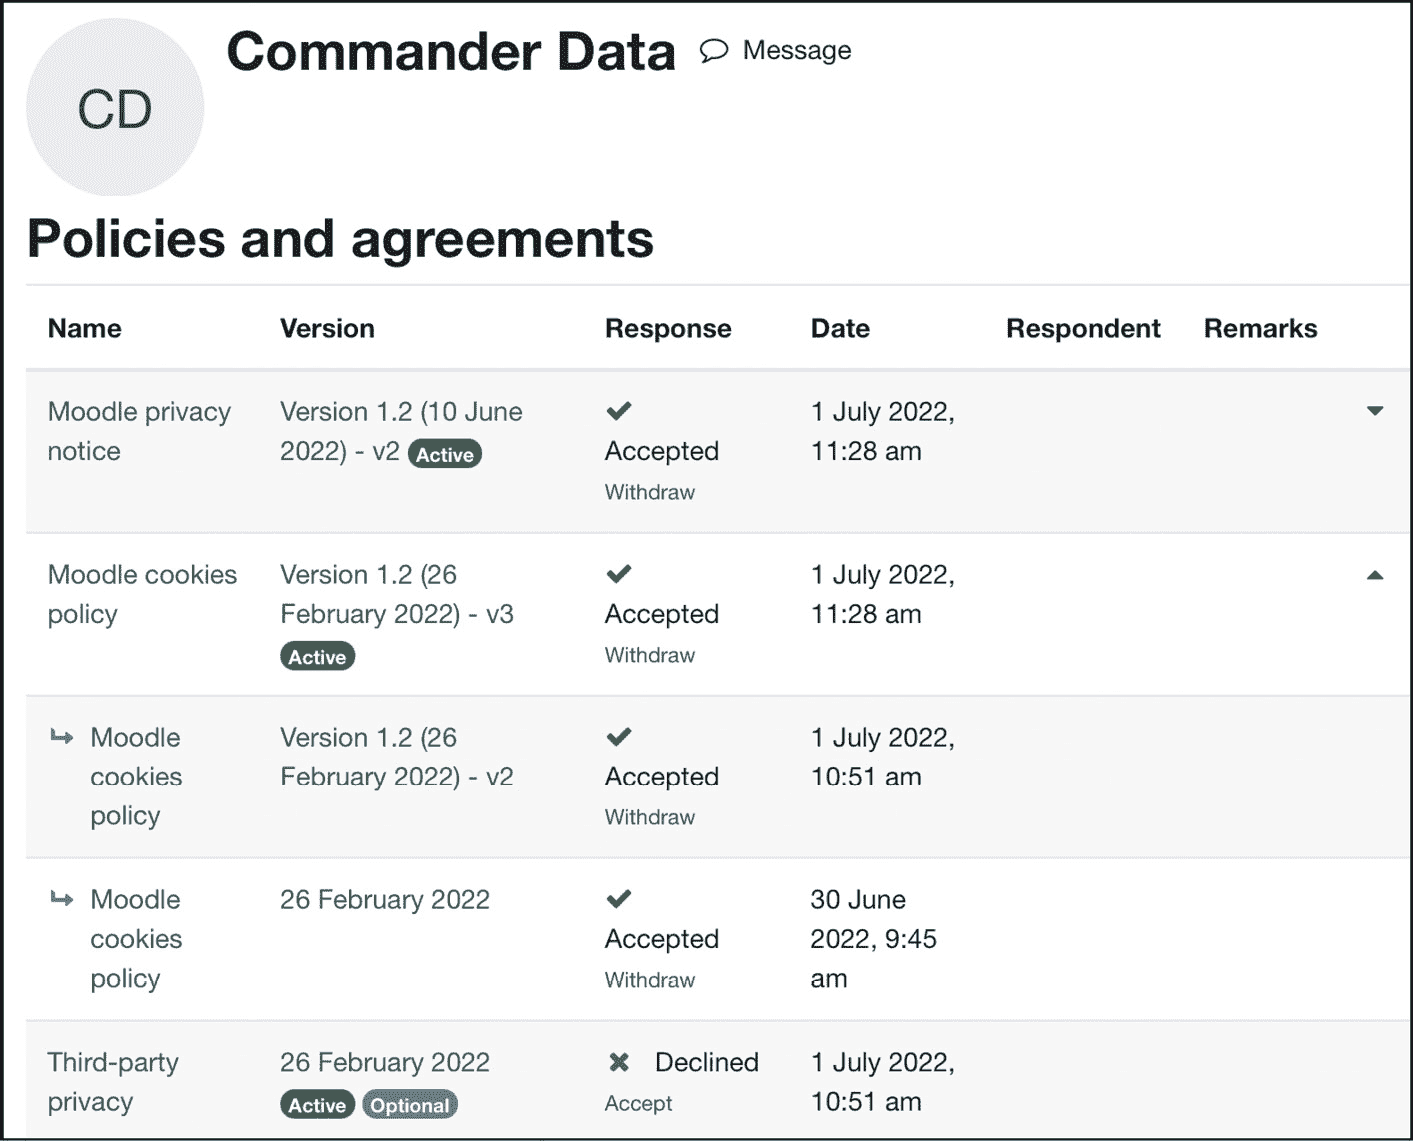 CD
Commander Data Message
Policies and agreements
Name Version Response Date Respondent Remarks
Moodle privacy
notice
Version 1.2 (10 June
2022) - v2 Active
Accepted
Withdraw
1 July 2022,
11:28 am
Moodle cookies
policy
Version 1.2 (26
February 2022) - v3
Active
Accepted
Withdraw
1 July 2022,
11:28 am
Moodle
cookies
policy
Version 1.2 (26
February 2022) - v2
Accepted
Withdraw
1 July 2022,
10:51 am
Moodle
cookies
policy
26 February 2022
Accepted
Withdraw
30 June
2022, 9:45
am
Third-party
privacy
26 February 2022
Active Optional
Declined
Accept
1 July 2022,
10:51 am